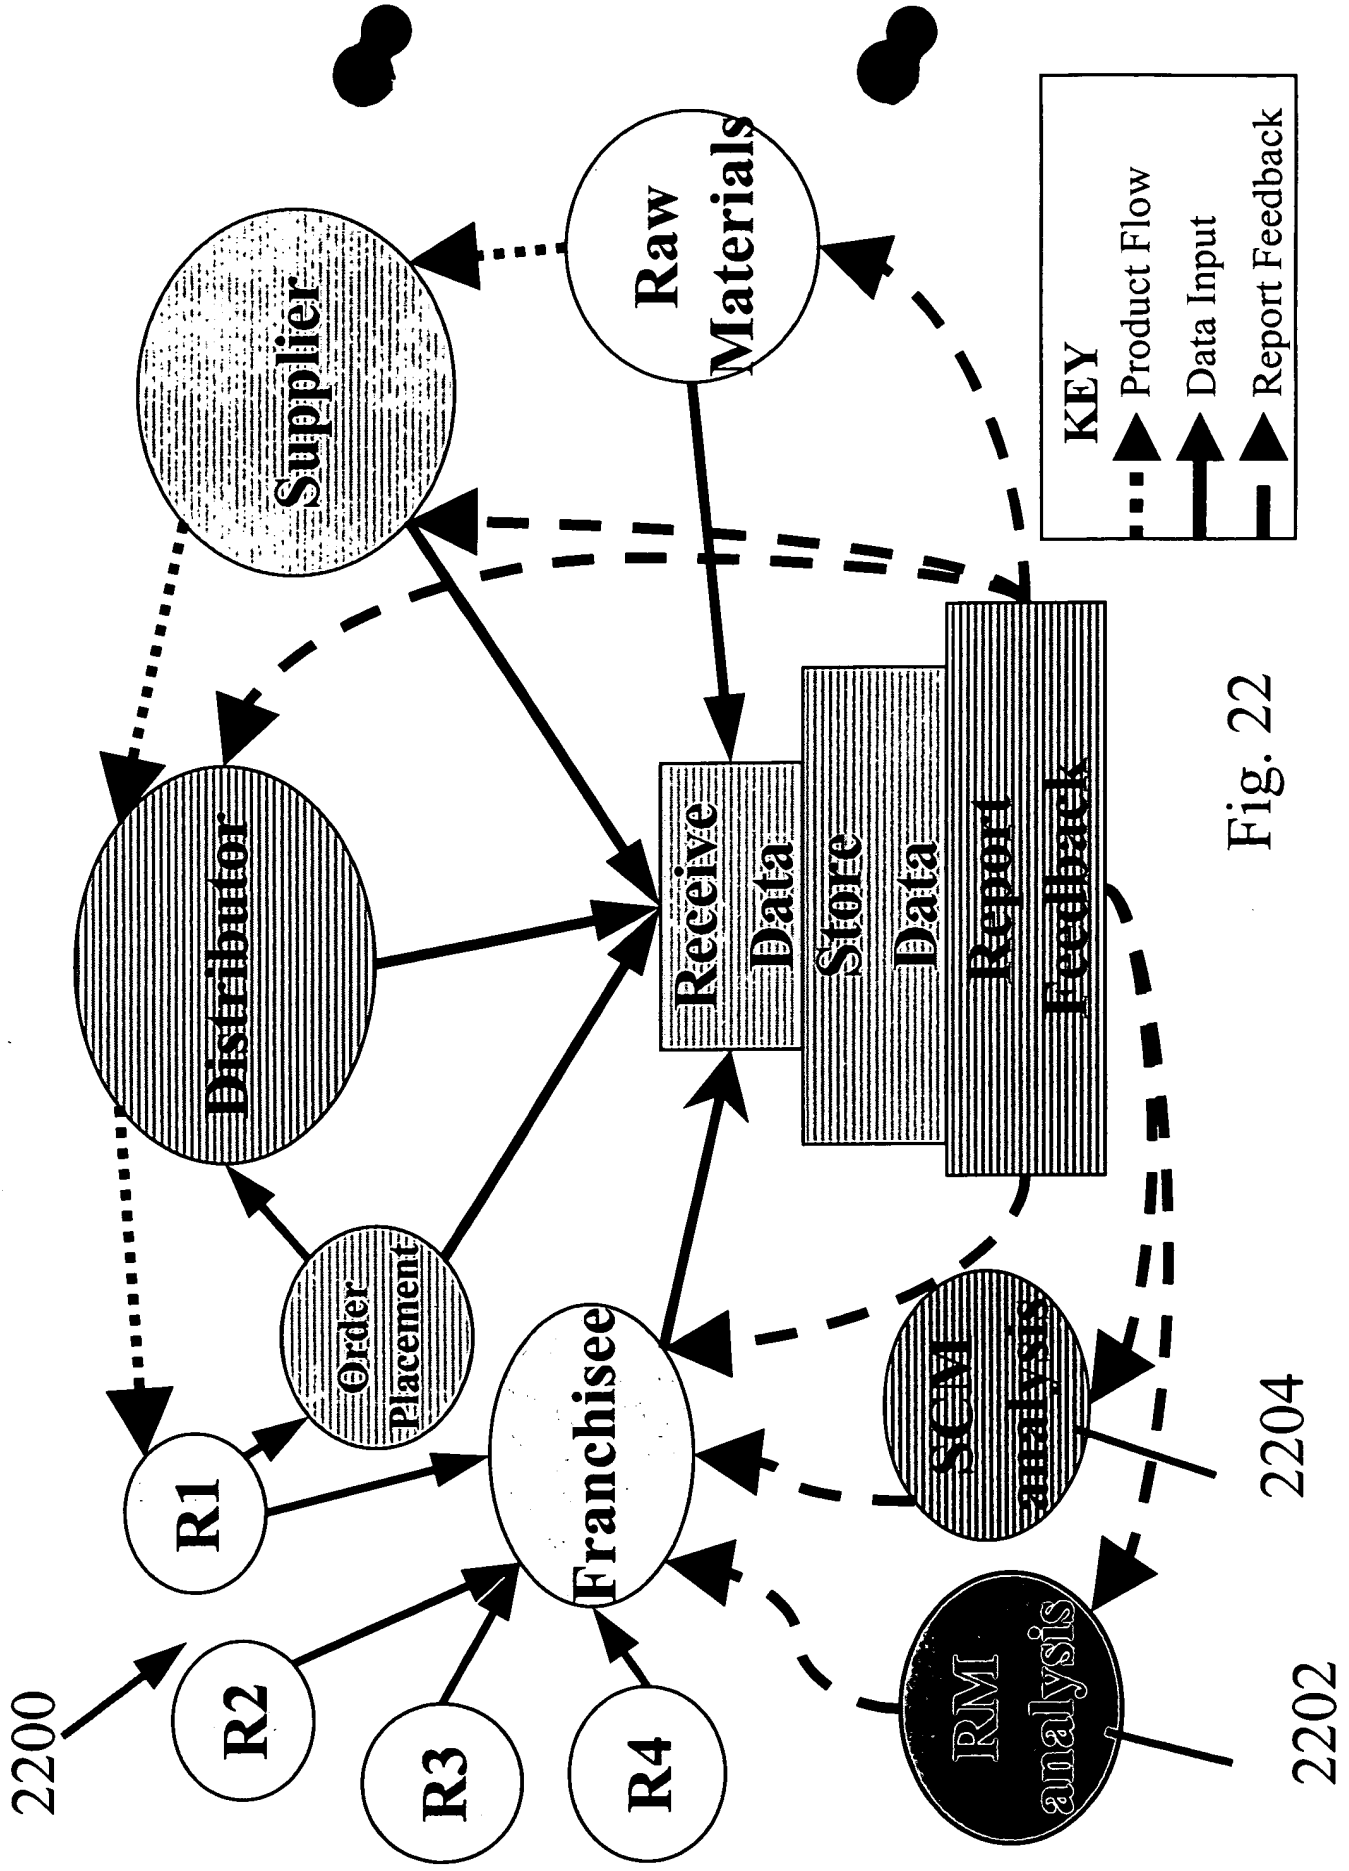 2200
R1
Distributor
R2
Supplier
Order
Placement
R3
Franchisee
R4
Raw
Materials
Receive
Data
Store
Data
Report
Feedback
SCM
analysis
RM
analysis
KEY
Product Flow
Data Input
Report Feedback
2202
2204
Fig. 22